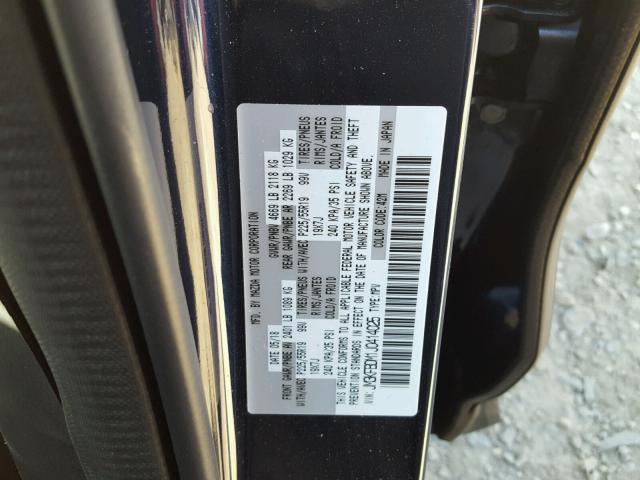 MFD. BY MAZDA MOTOR CORPORATION
DATE 05/18 GVWR/PNBV 4669 LB 2118 KG
FRONT GAWR/PNBE AV 2401 LB 1089 KG REAR GAWR/PNBE AR 2269 LB 1029 KG
WITH/AVEC P225/55R19 99V TIRES/PNEUS WITH/AVEC P225/55R19 99V TIRES/PNEUS
19X7J RIMS/JANTES 19X7J RIMS/JANTES
240 KPA/35 PSI COLD/A FROID 240 KPA/35 PSI COLD/A FROID
THIS VEHICLE CONFORMS TO ALL APPLICABLE FEDERAL MOTOR VEHICLE SAFETY AND THEFT
PREVENTION STANDARDS IN EFFECT ON THE DATE OF MANUFACTURE SHOWN ABOVE.
VIN: JM3KFBDM1J0414025 TYPE:MPV COLOR CODE:42M MADE IN JAPAN